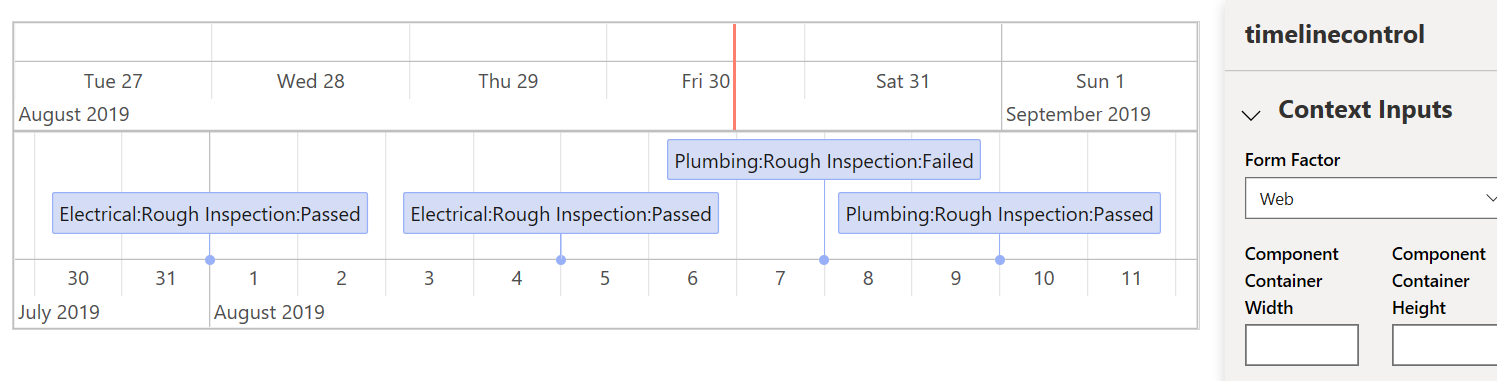 Tue 27 Wed 28 Thu 29 Fri 30 Sat 31 Sun 1
August 2019 September 2019
Plumbing:Rough Inspection:Failed
Electrical:Rough Inspection:Passed Electrical:Rough Inspection:Passed Plumbing:Rough Inspection:Passed
30 31 1 2 3 4 5 6 7 8 9 10 11
July 2019 August 2019
timelinecontrol
Context Inputs
Form Factor
Web
Component Container Width
Component Container Height